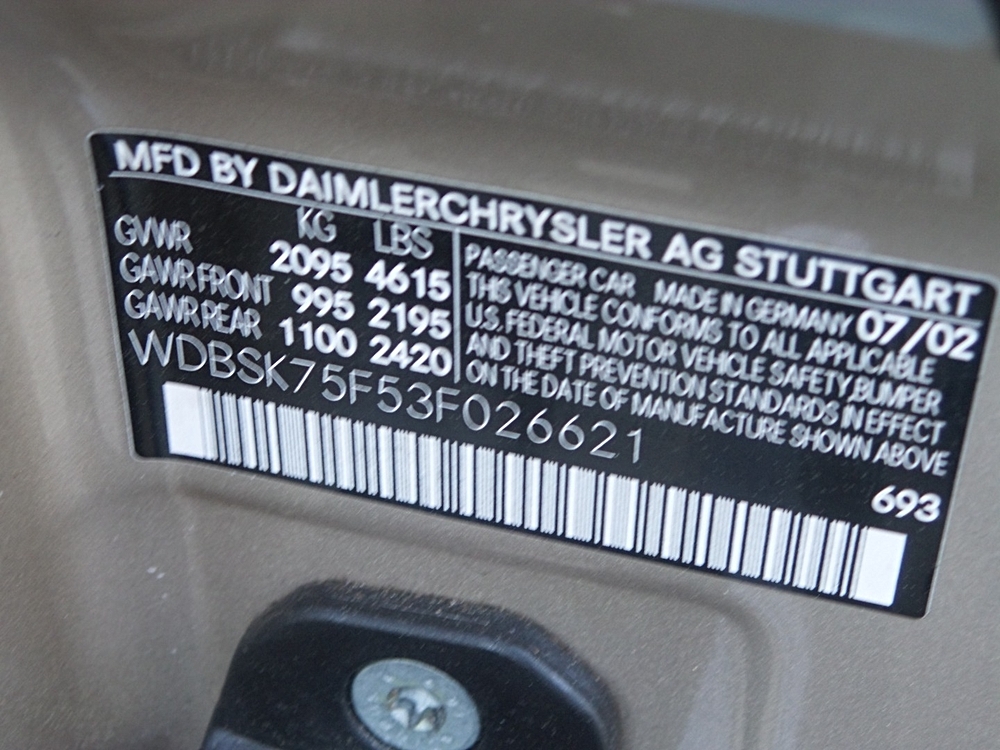 MFD BY DAIMLERCHRYSLER AG STUTTGART
KG LBS
GVWR 2095 4615
GAWR FRONT 995 2195
GAWR REAR 1100 2420
PASSENGER CAR MADE IN GERMANY 07/02
THIS VEHICLE CONFORMS TO ALL APPLICABLE
U.S. FEDERAL MOTOR VEHICLE SAFETY,BUMPER
AND THEFT PREVENTION STANDARDS IN EFFECT
ON THE DATE OF MANUFACTURE SHOWN ABOVE
WDBSK75F53F026621
693